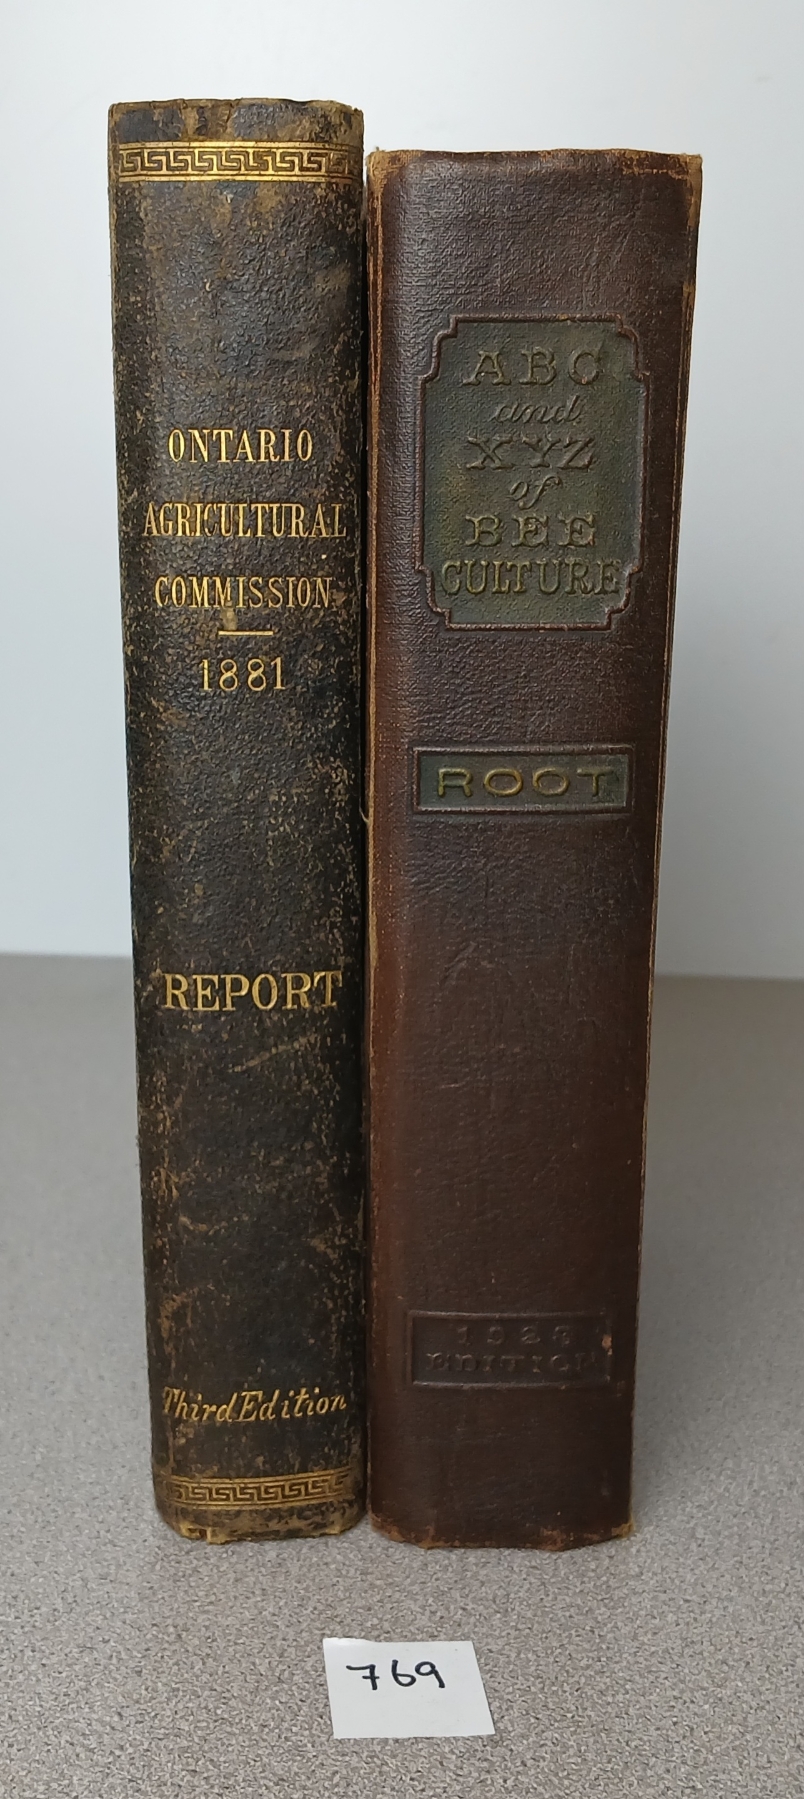 ONTARIO
AGRICULTURAL
COMMISSION
1881
REPORT
Third Edition
ABC
and
XYZ
of
BEE
CULTURE
ROOT
EDITION
769